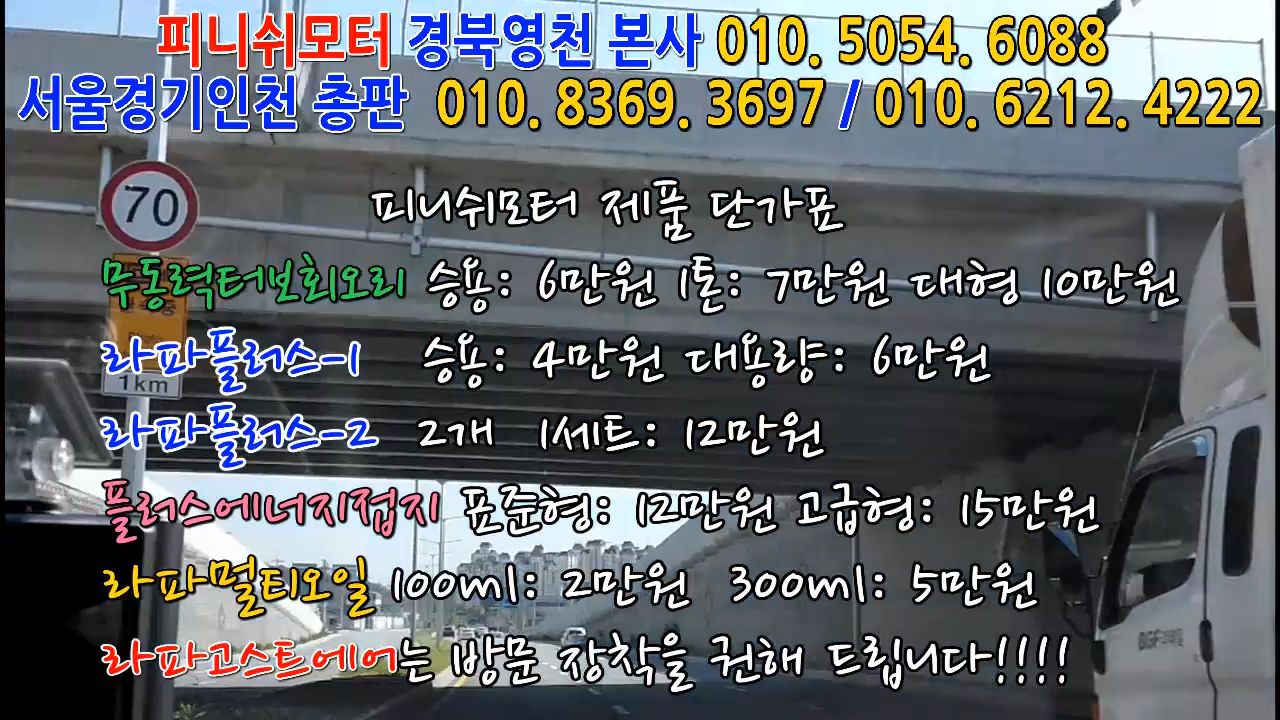 피니쉬모터 경북영천 본사 010. 5054. 6088
서울경기인천 총판 010. 8369. 3697 / 010. 6212. 4222
70
피니쉬모터 제품 단가표
무동력터보회오리 승용: 6만원 1톤: 7만원 대형 10만원
라파플러스-1 승용: 4만원 대용량: 6만원
1km
라파플러스-2 2개 1세트: 12만원
플러스에너지접지 표준형: 12만원 고급형: 15만원
라파멀티오일 100ml: 2만원 300ml: 5만원
라파고스트에어는 방문 장착을 권해 드립니다!!!!